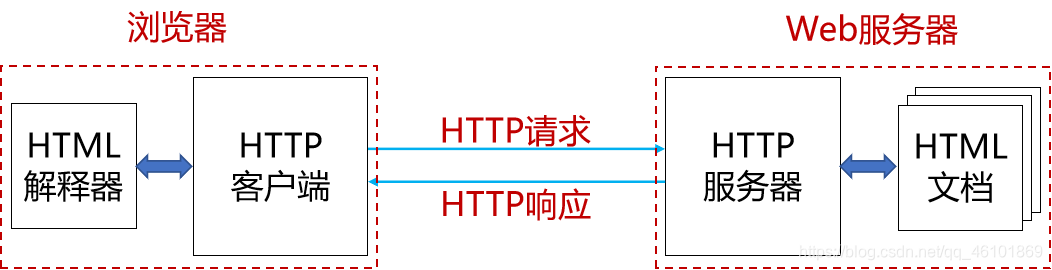 浏览器
Web服务器
HTML
解释器
HTTP
客户端
HTTP请求
HTTP响应
HTTP
服务器
HTML
文档
https://blog.csdn.net/qq_46101869